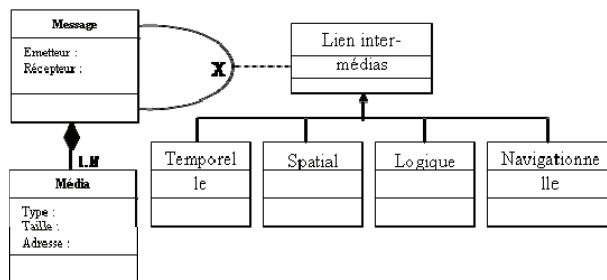 Message
Emetteur :
Récepteur :
X
Lien inter-
médias
1..N
Média
Type :
Taille :
Adresse :
Temporel
le
Spatial
Logique
Navigationne
lle